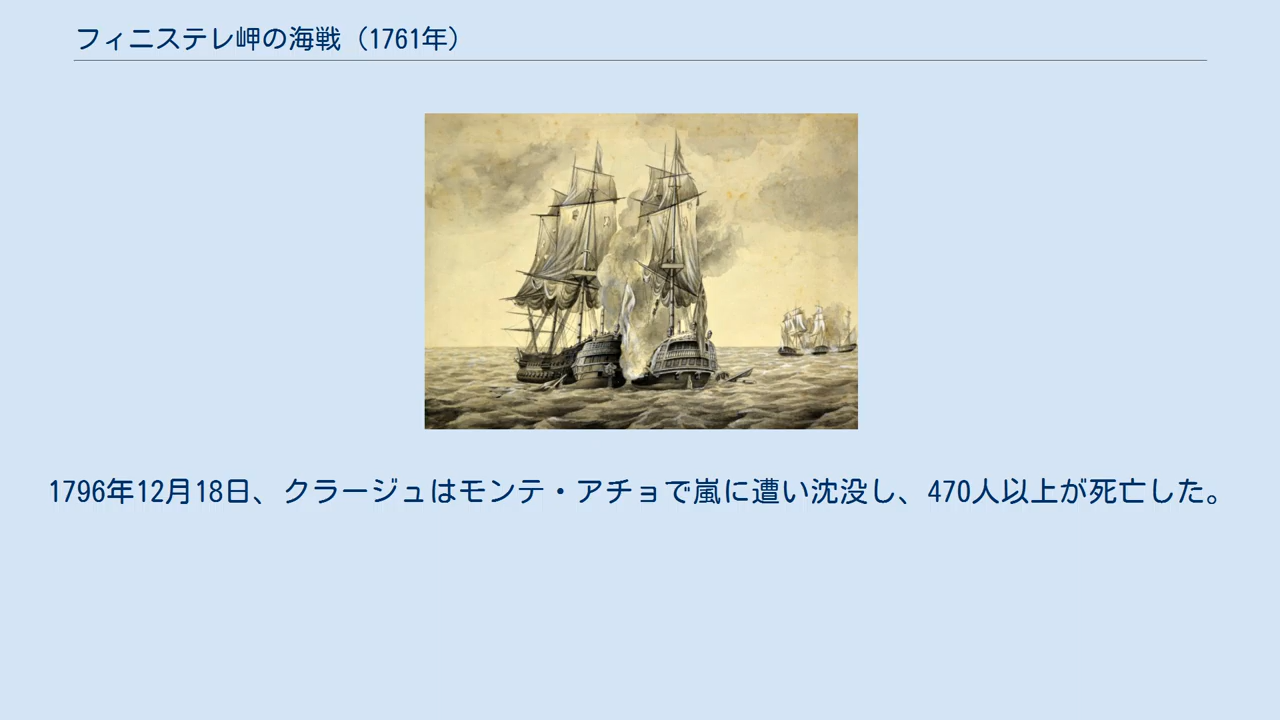 フィニステレ岬の海戦（1761年）
1796年12月18日、クラージュはモンテ・アチョで嵐に遭い沈没し、470人以上が死亡した。